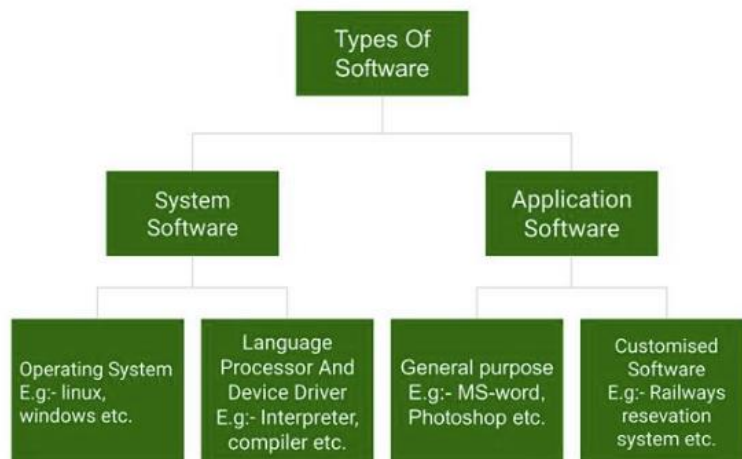 Types Of
Software
System
Software
Application
Software
Operating System
E.g:- linux,
windows etc.
Language
Processor And
Device Driver
E.g:- Interpreter,
compiler etc.
General purpose
E.g:- MS-word,
Photoshop etc.
Customised
Software
E.g:- Railways
resevation
system etc.